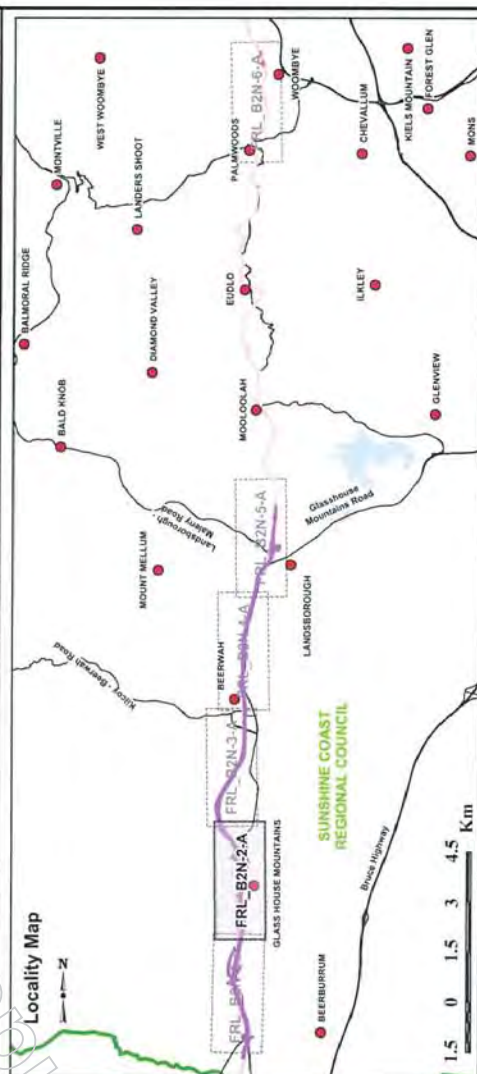 Locality Map
N
BALMORAL RIDGE
MONTVILLE
BALD KNOB
WEST WOOMBYE
LANDERS SHOOT
DIAMOND VALLEY
MOUNT MELLUM
Landsborough
Maleny Road
Kilcoy - Beerwah Road
PALMWOODS
FRL_B2N-6-A
WOOMBYE
EUDLO
MOOLOOLAH
FRL_B2N-5-A
BEERWAH
FRL_B2N-3-A
FRL_B2N-2-A
GLASS HOUSE MOUNTAINS
LANDSBOROUGH
Glasshouse
Mountains Road
CHEVALLUM
KIELS MOUNTAIN
FOREST GLEN
MONS
ILKLEY
GLENVIEW
SUNSHINE COAST
REGIONAL COUNCIL
Bruce Highway
BEERBURRUM
1.5 0 1.5 3 4.5
Km